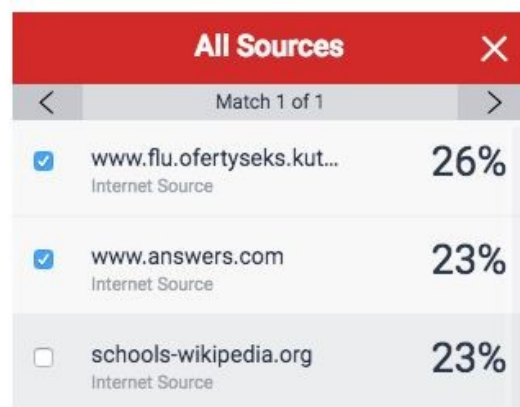 All Sources
Match 1 of 1
www.flu.ofertyseks.kut... 26%
Internet Source
www.answers.com 23%
Internet Source
schools-wikipedia.org 23%
Internet Source